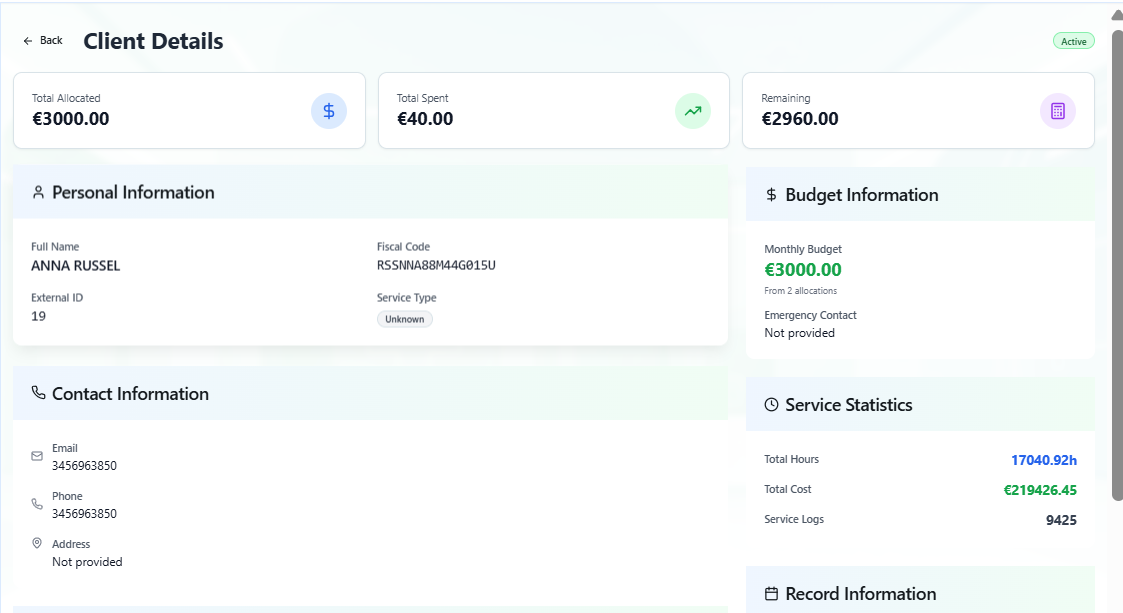 Back
Client Details
Active
Total Allocated
€3000.00
Total Spent
€40.00
Remaining
€2960.00
Personal Information
Full Name
ANNA RUSSEL
Fiscal Code
RSSNNA88M44G015U
External ID
19
Service Type
Unknown
Contact Information
Email
3456963850
Phone
3456963850
Address
Not provided
Budget Information
Monthly Budget
€3000.00
From 2 allocations
Emergency Contact
Not provided
Service Statistics
Total Hours
17040.92h
Total Cost
€219426.45
Service Logs
9425
Record Information